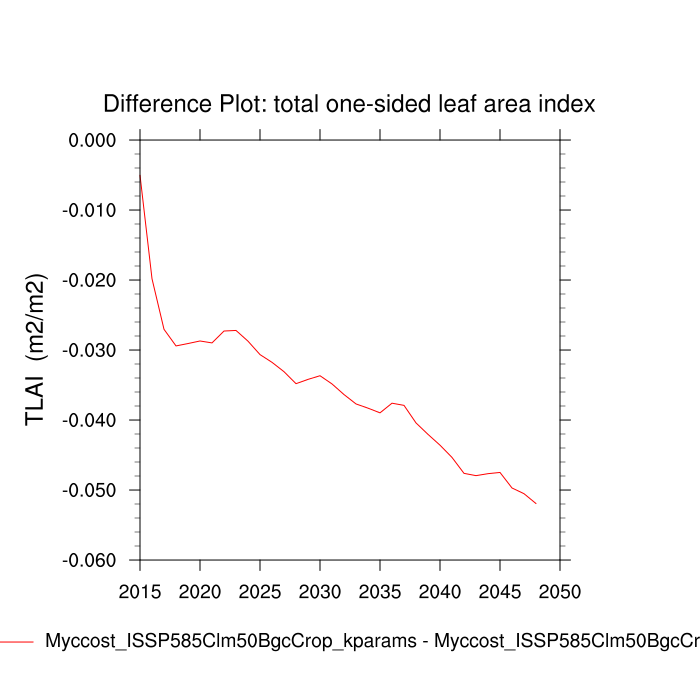 Difference Plot: total one-sided leaf area index
0.000
-0.010
-0.020
-0.030
-0.040
-0.050
-0.060
TLAI (m2/m2)
2015 2020 2025 2030 2035 2040 2045 2050
Myccost_ISSP585Clm50BgcCrop_kparams - Myccost_ISSP585Clm50BgcCr